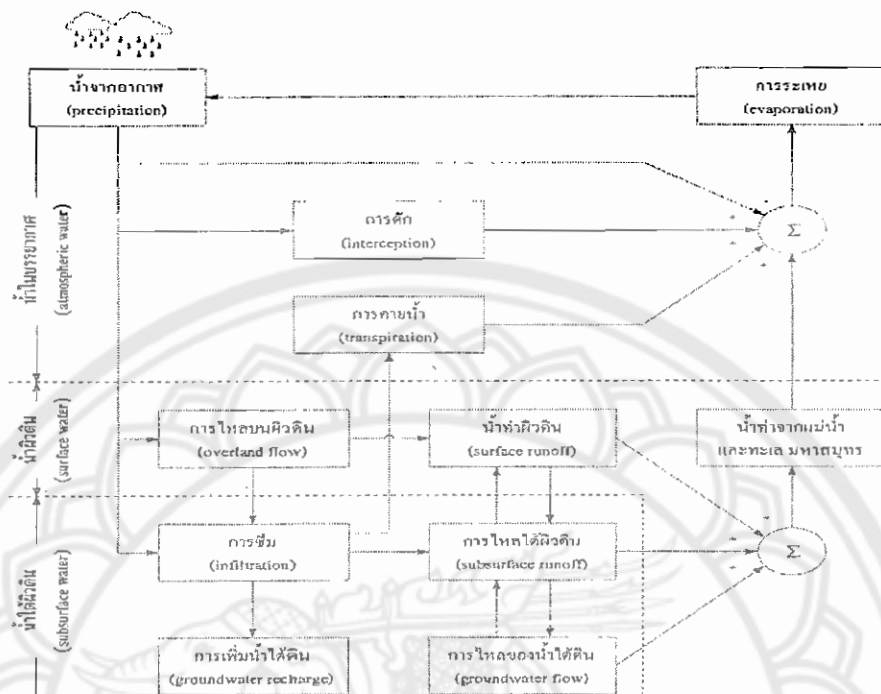 น้ำจากอากาศ
(precipitation)
การระเหย
(evaporation)
น้ำในบรรยากาศ
(atmospheric water)
การดัก
(interception)
Σ
การคายน้ำ
(transpiration)
น้ำผิวดิน
(surface water)
การไหลบนผิวดิน
(overland flow)
น้ำท่าผิวดิน
(surface runoff)
น้ำท่าจากแม่น้ำ
และทะเล มหาสมุทร
น้ำใต้ผิวดิน
(subsurface water)
การซึม
(infiltration)
การไหลใต้ผิวดิน
(subsurface runoff)
Σ
การเพิ่มน้ำใต้ดิน
(groundwater recharge)
การไหลของน้ำใต้ดิน
(groundwater flow)